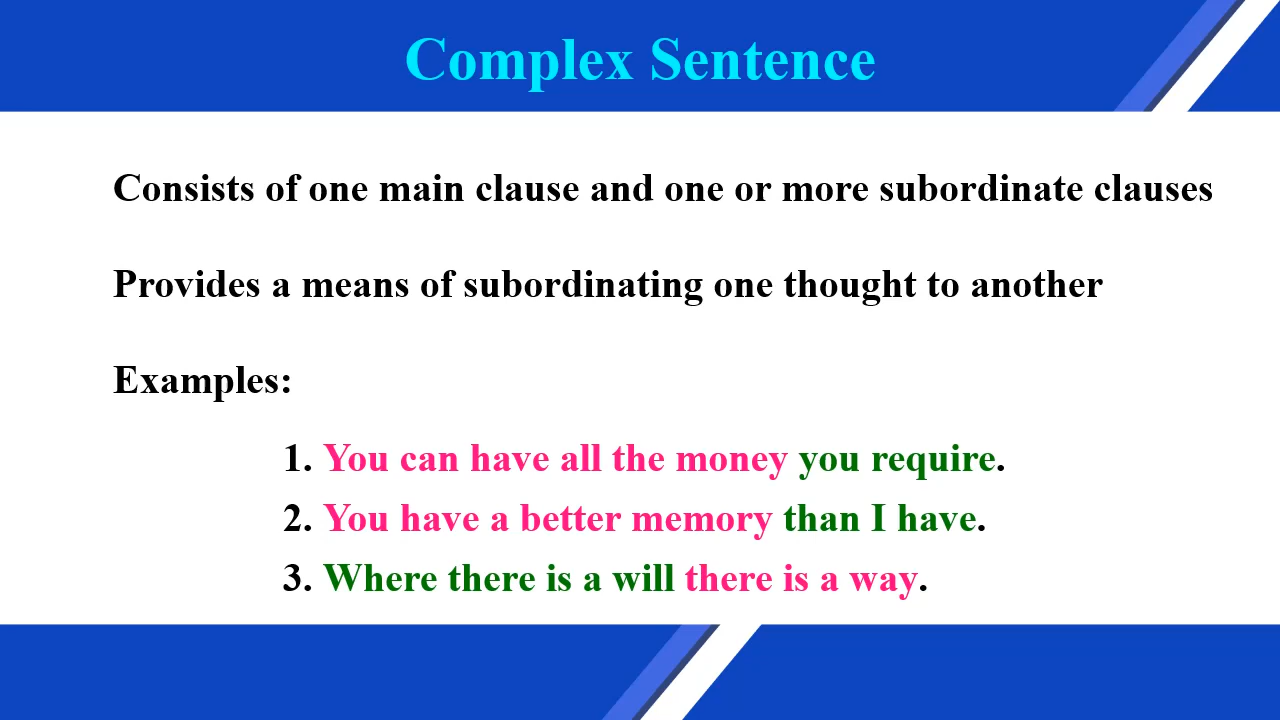 Complex Sentence
Consists of one main clause and one or more subordinate clauses
Provides a means of subordinating one thought to another
Examples:
1. You can have all the money you require.
2. You have a better memory than I have.
3. Where there is a will there is a way.